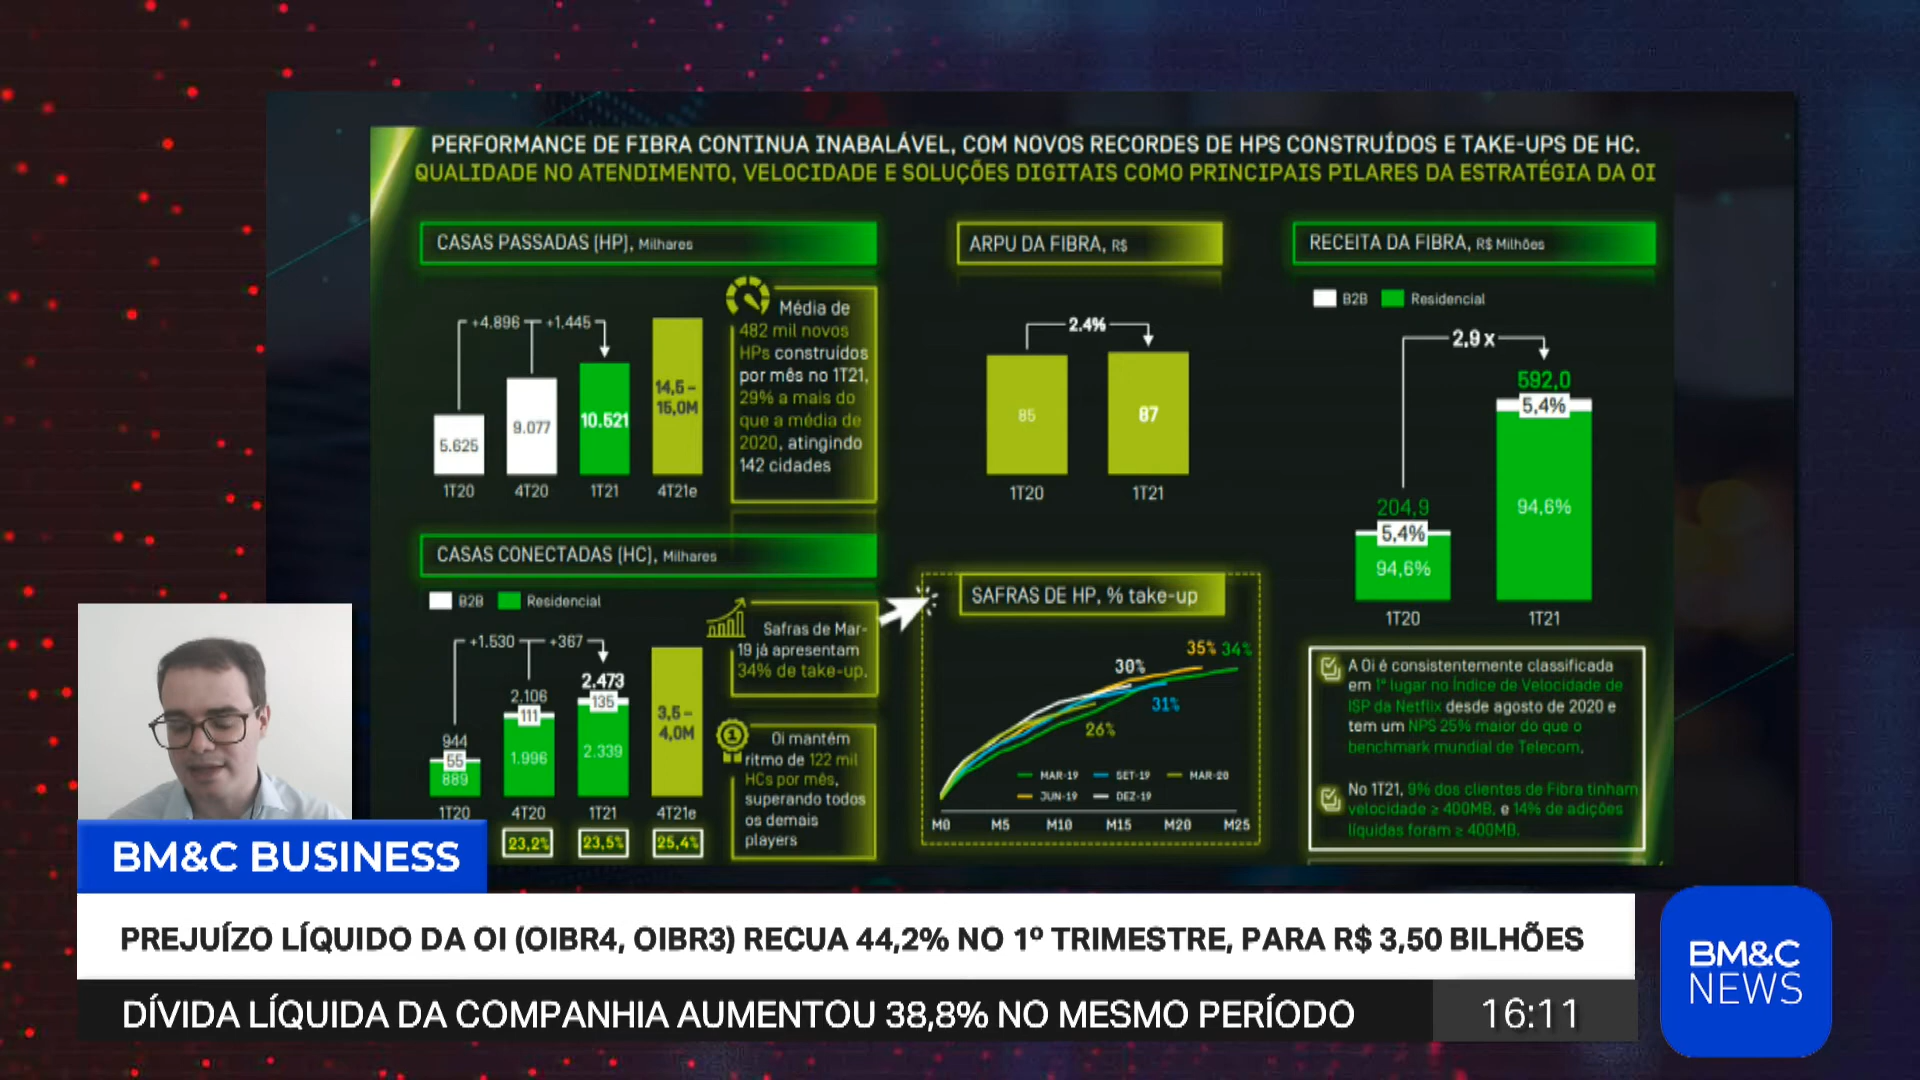 PERFORMANCE DE FIBRA CONTINUA INABALÁVEL, COM NOVOS RECORDES DE HPS CONSTRUÍDOS E TAKE-UPS DE HC.
QUALIDADE NO ATENDIMENTO, VELOCIDADE E SOLUÇÕES DIGITAIS COMO PRINCIPAIS PILARES DA ESTRATÉGIA DA OI
CASAS PASSADAS (HP), Milhares
+4.896
+1.445
5.625
9.077
10.521
14,5 –
15,0M
1T20
4T20
1T21
4T21e
Média de
482 mil novos
HPs construídos
por mês no 1T21,
29% a mais do
que a média de
2020, atingindo
142 cidades
ARPU DA FIBRA, R$
2.4%
85
87
1T20
1T21
RECEITA DA FIBRA, R$ Milhões
B2B
Residencial
2,9 x
592,0
5,4%
94,6%
204,9
5,4%
94,6%
1T20
1T21
CASAS CONECTADAS (HC), Milhares
B2B
Residencial
+1.530
+367
944
55
889
2.106
111
1.996
2.473
135
2.339
3,5 –
4,0M
1T20
4T20
1T21
4T21e
23,2%
23,5%
25,4%
Safras de Mar-
19 já apresentam
34% de take-up.
Oi mantém
ritmo de 122 mil
HCs por mês,
superando todos
os demais
players
SAFRAS DE HP, % take-up
35%
34%
30%
31%
26%
MAR-19
SET-19
MAR-20
JUN-19
DEZ-19
M0
M5
M10
M15
M20
M25
A Oi é consistentemente classificada
em 1º lugar no Índice de Velocidade de
ISP da Netflix desde agosto de 2020 e
tem um NPS 25% maior do que o
benchmark mundial de Telecom.
No 1T21, 9% dos clientes de Fibra tinham
velocidade ≥ 400MB, e 14% de adições
líquidas foram ≥ 400MB.
BM&C BUSINESS
PREJUÍZO LÍQUIDO DA OI (OIBR4, OIBR3) RECUA 44,2% NO 1º TRIMESTRE, PARA R$ 3,50 BILHÕES
DÍVIDA LÍQUIDA DA COMPANHIA AUMENTOU 38,8% NO MESMO PERÍODO
16:11
BM&C
NEWS